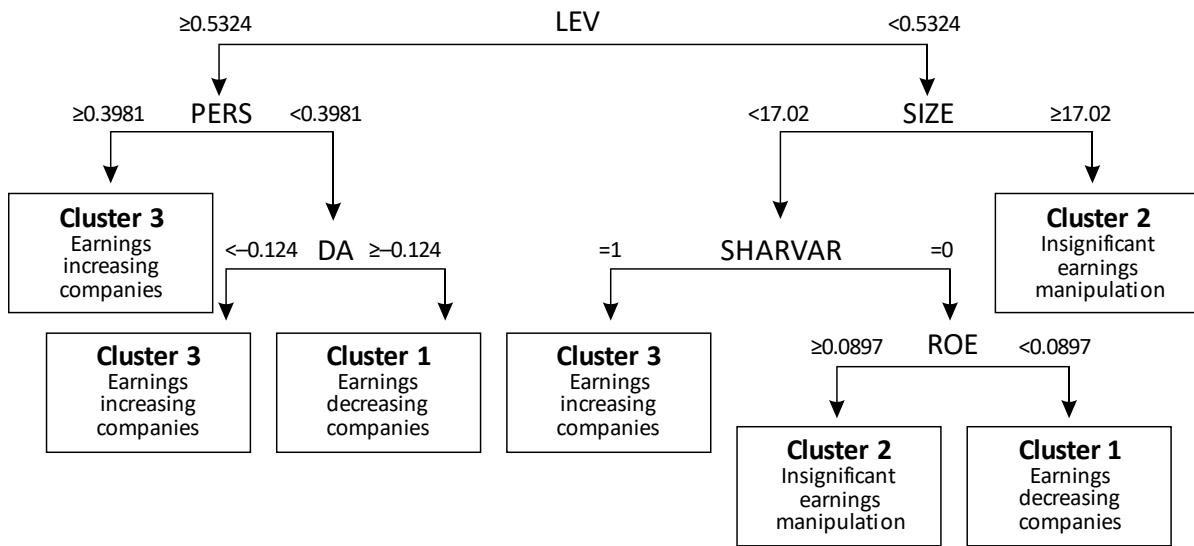 ≥0.5324 LEV <0.5324
≥0.3981 PERS <0.3981 <17.02 SIZE ≥17.02
Cluster 3
Earnings
increasing
companies
Cluster 2
Insignificant
earnings
manipulation
<–0.124 DA ≥–0.124 =1 SHARVAR =0
Cluster 3
Earnings
increasing
companies
Cluster 1
Earnings
decreasing
companies
Cluster 3
Earnings
increasing
companies
≥0.0897 ROE <0.0897
Cluster 2
Insignificant
earnings
manipulation
Cluster 1
Earnings
decreasing
companies